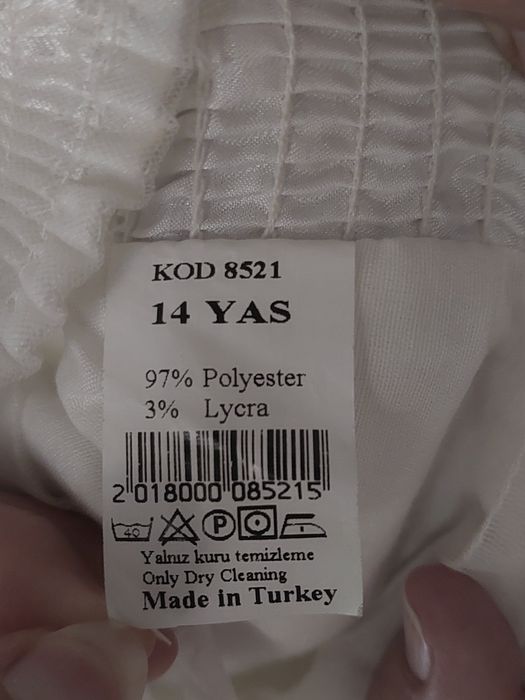 KOD 8521
14 YAS
97% Polyester
3% Lycra
2 018000 085215
40 P
Yalnız kuru temizleme
Only Dry Cleaning
Made in Turkey